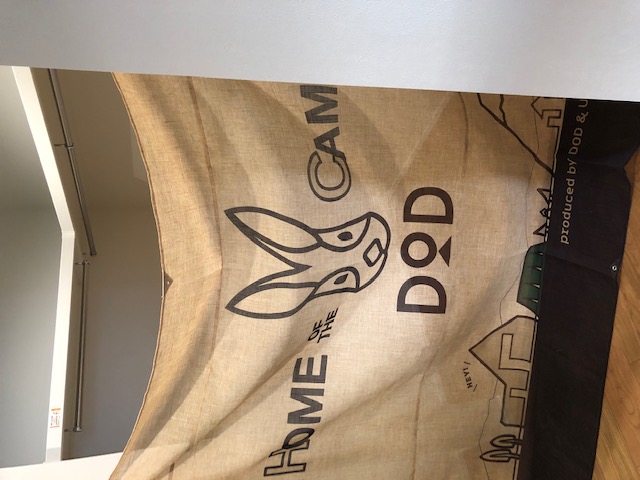 HOME OF THE CAM
DOD
HEY!
produced by DOD & U